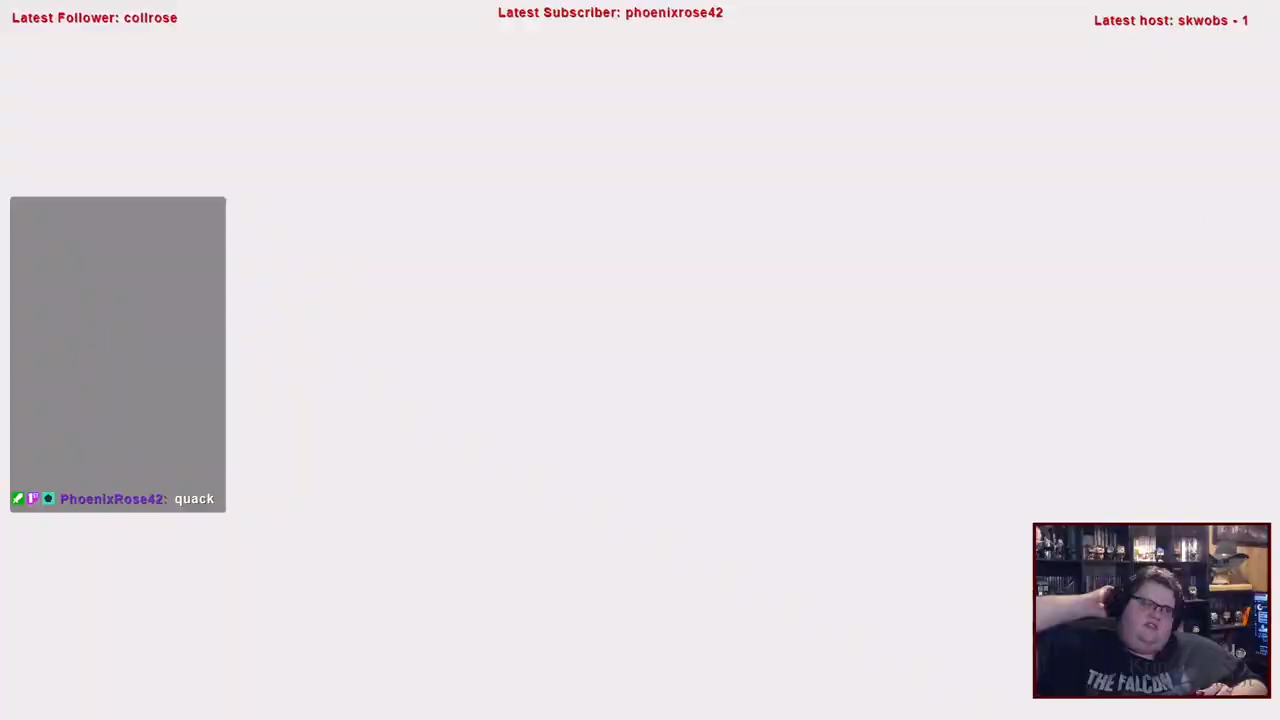 Latest Follower: collrose
Latest Subscriber: phoenixrose42
Latest host: skwobs - 1
PhoenixRose42: quack
THE FALCON